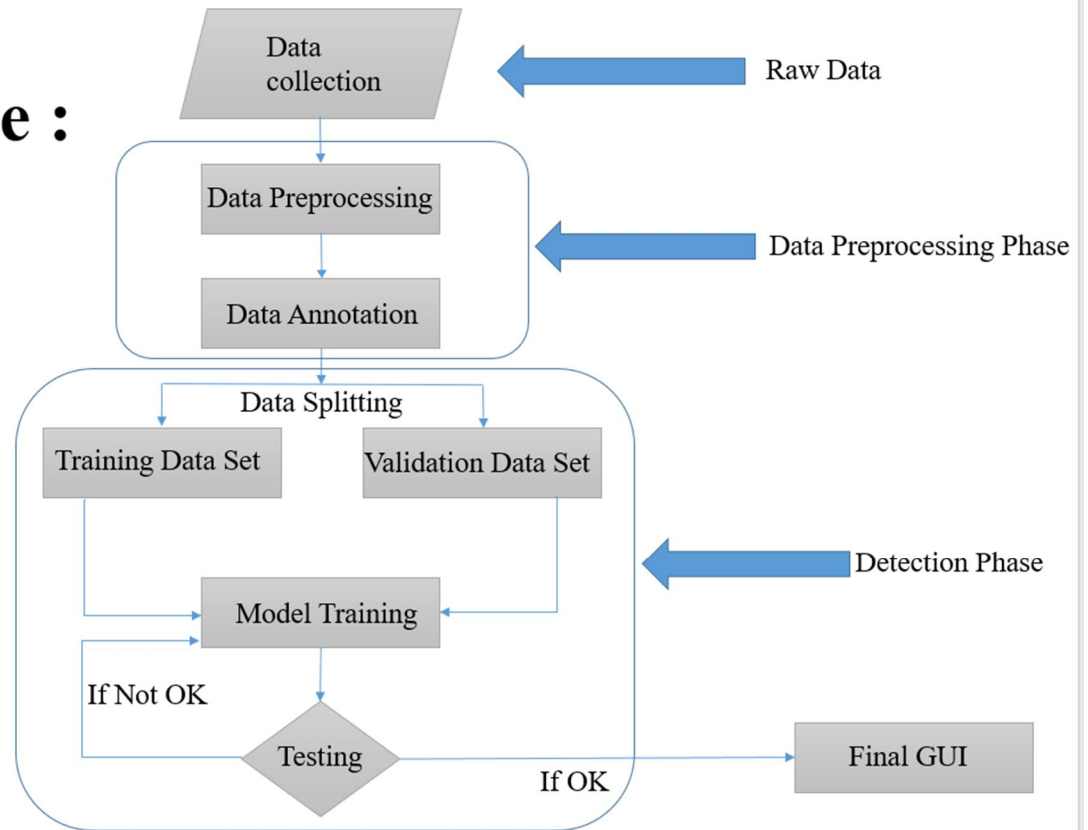 Data
collection
Raw Data
e :
Data Preprocessing
Data Preprocessing Phase
Data Annotation
Data Splitting
Training Data Set
Validation Data Set
Detection Phase
Model Training
If Not OK
Testing
If OK
Final GUI